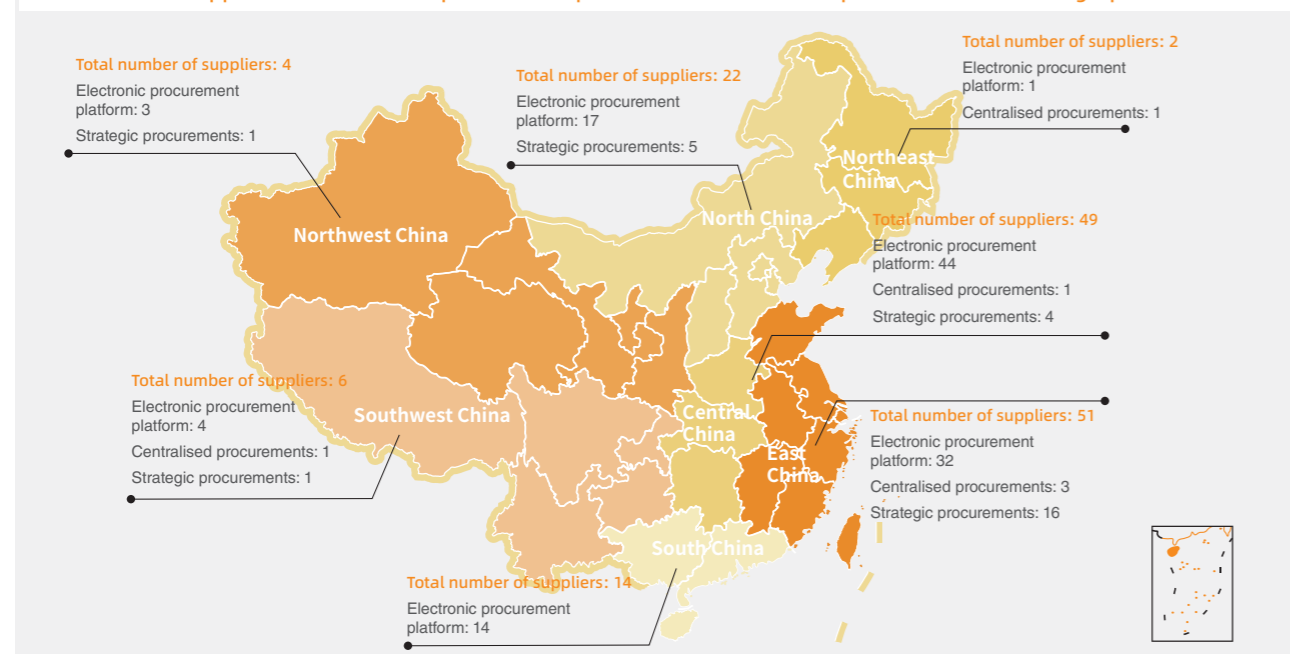 Total number of suppliers: 4
Electronic procurement
platform: 3
Strategic procurements: 1
Total number of suppliers: 22
Electronic procurement
platform: 17
Strategic procurements: 5
Total number of suppliers: 2
Electronic procurement
platform: 1
Centralised procurements: 1
Northeast
China
North China
Northwest China
Total number of suppliers: 49
Electronic procurement
platform: 44
Centralised procurements: 1
Strategic procurements: 4
Total number of suppliers: 6
Electronic procurement
platform: 4
Centralised procurements: 1
Strategic procurements: 1
Southwest China
Central
China
East
China
Total number of suppliers: 51
Electronic procurement
platform: 32
Centralised procurements: 3
Strategic procurements: 16
South China
Total number of suppliers: 14
Electronic procurement
platform: 14